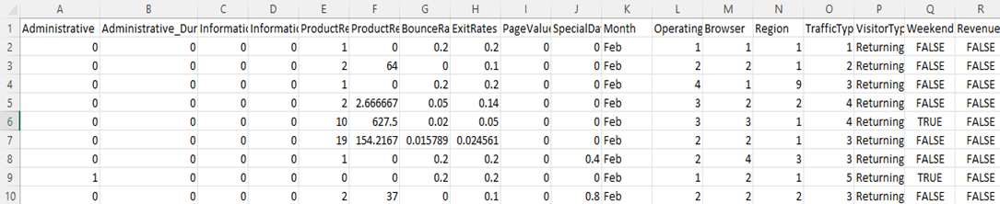 A B C D E F G H I J K L M N O P Q R
1 Administrative Administrative_Dur Informatic Informatic ProductRe ProductRe BounceRa ExitRates PageValue SpecialDa Month Operating Browser Region TrafficTyp VisitorTyp Weekend Revenue
2 0 0 0 0 1 0 0.2 0.2 0 0 Feb 1 1 1 1 Returning FALSE FALSE
3 0 0 0 0 2 64 0 0.1 0 0 Feb 2 2 1 2 Returning FALSE FALSE
4 0 0 0 0 1 0 0.2 0.2 0 0 Feb 4 1 9 3 Returning FALSE FALSE
5 0 0 0 0 2 2.666667 0.05 0.14 0 0 Feb 3 2 2 4 Returning FALSE FALSE
6 0 0 0 0 10 627.5 0.02 0.05 0 0 Feb 3 3 1 4 Returning TRUE FALSE
7 0 0 0 0 19 154.2167 0.015789 0.024561 0 0 Feb 2 2 1 3 Returning FALSE FALSE
8 0 0 0 0 1 0 0.2 0.2 0 0.4 Feb 2 4 3 3 Returning FALSE FALSE
9 1 0 0 0 0 0 0.2 0.2 0 0 Feb 1 2 1 5 Returning TRUE FALSE
10 0 0 0 0 2 37 0 0.1 0 0.8 Feb 2 2 2 3 Returning FALSE FALSE